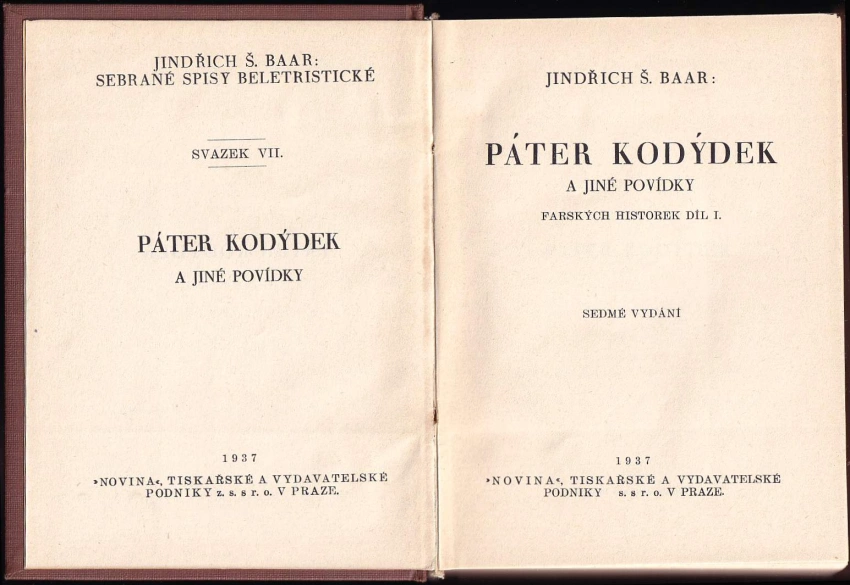 JINDŘICH Š. BAAR:
SEBRANÉ SPISY BELETRISTICKÉ
SVAZEK VII.
PÁTER KODÝDEK
A JINÉ POVÍDKY
1937
»NOVINA«, TISKAŘSKÉ A VYDAVATELSKÉ
PODNIKY z. s. s r. o. V PRAZE.
JINDŘICH Š. BAAR:
PÁTER KODÝDEK
A JINÉ POVÍDKY
FARSKÝCH HISTOREK DÍL I.
SEDMÉ VYDÁNÍ
1937
»NOVINA«, TISKAŘSKÉ A VYDAVATELSKÉ
PODNIKY s. s r. o. V PRAZE.